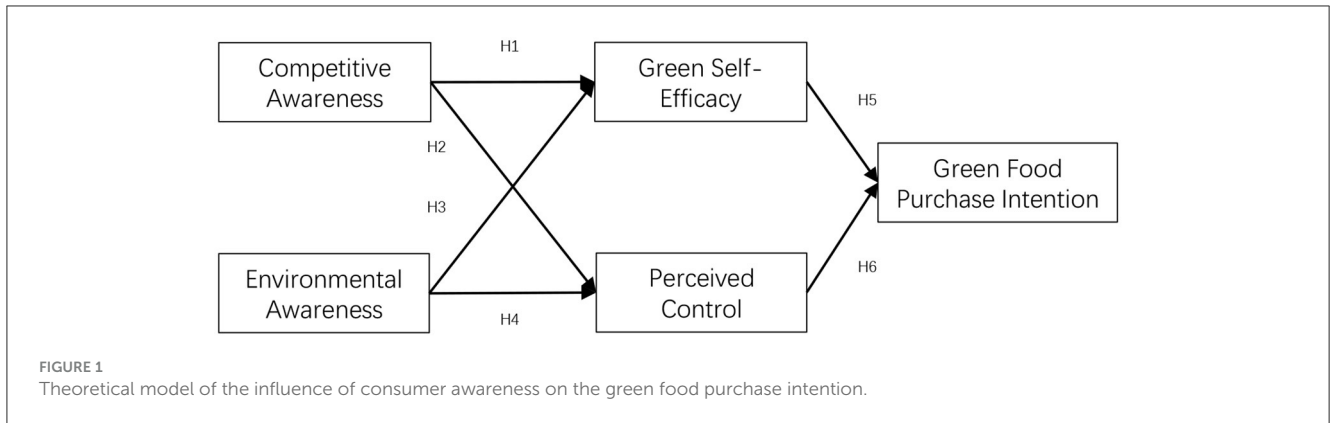 Competitive
Awareness
H1
Green Self-
Efficacy
H2
H3
H5
Green Food
Purchase Intention
Environmental
Awareness
H4
Perceived
Control
H6
FIGURE 1
Theoretical model of the influence of consumer awareness on the green food purchase intention.